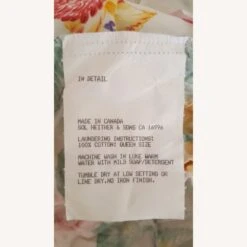 IN DETAIL
MADE IN CANADA
SOL NEITHER & SONS CA 16996
LAUNDERING INSTRUCTIONS:
100% COTTON: QUEEN SIZE
MACHINE WASH IN LUKE WARM
WATER WITH MILD SOAP/DETERGENT
TUMBLE DRY AT LOW SETTING OR
LINE DRY.NO IRON FINISH.